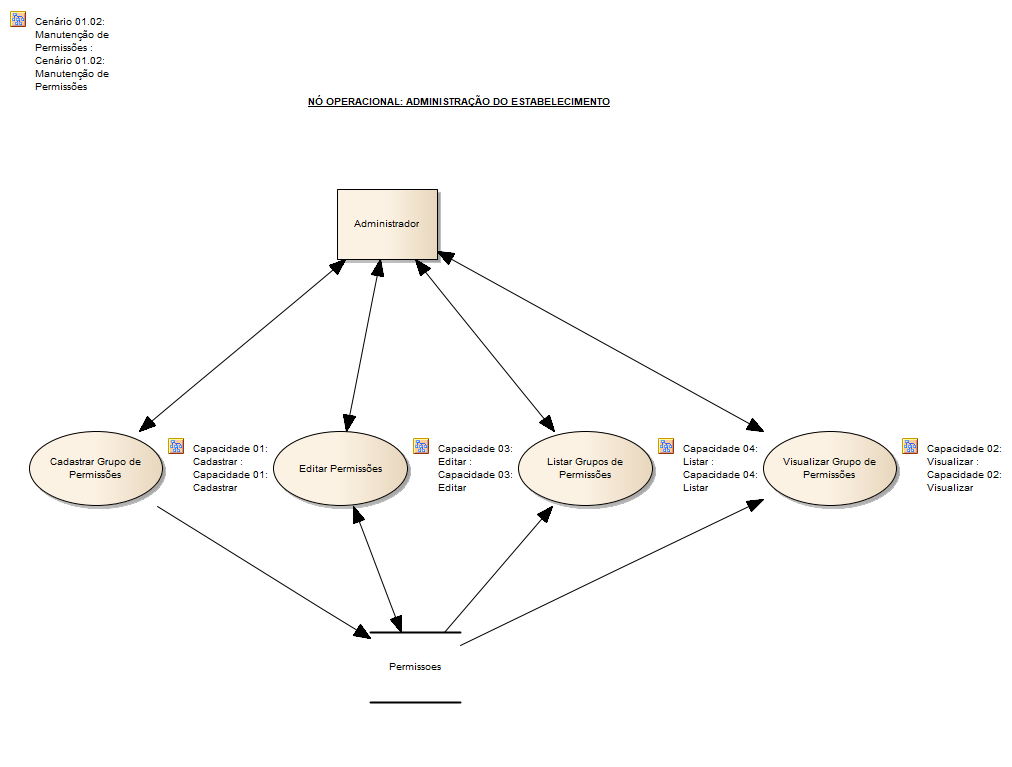 Cenário 01.02:
Manutenção de
Permissões :
Cenário 01.02:
Manutenção de
Permissões
NÓ OPERACIONAL: ADMINISTRAÇÃO DO ESTABELECIMENTO
Administrador
Cadastrar Grupo de
Permissões
Capacidade 01:
Cadastrar :
Capacidade 01:
Cadastrar
Editar Permissões
Capacidade 03:
Editar :
Capacidade 03:
Editar
Listar Grupos de
Permissões
Capacidade 04:
Listar :
Capacidade 04:
Listar
Visualizar Grupo de
Permissões
Capacidade 02:
Visualizar :
Capacidade 02:
Visualizar
Permissoes